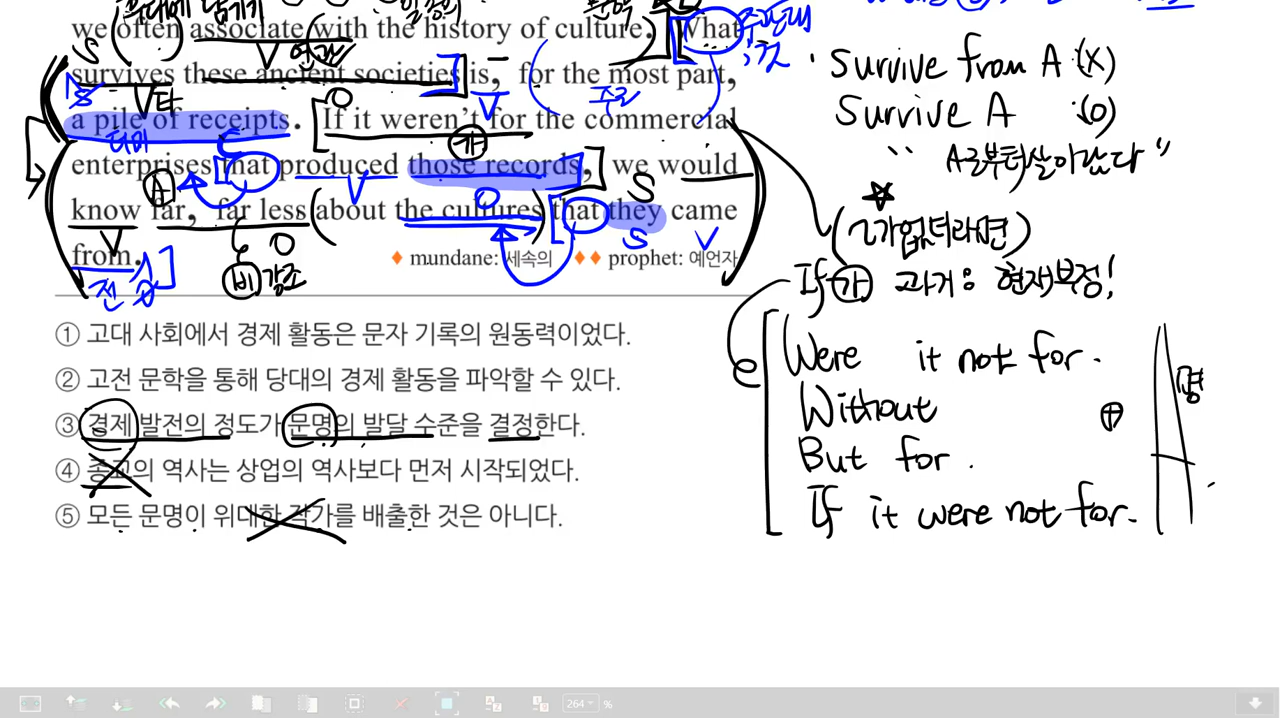 we often associate with the history of culture. What
survives these ancient societies is, for the most part,
a pile of receipts. If it weren't for the commercial
enterprises that produced those records, we would
know far, far less about the cultures that they came
from.
◆ mundane: 세속의 ◆◆ prophet: 예언자
① 고대 사회에서 경제 활동은 문자 기록의 원동력이었다.
② 고전 문학을 통해 당대의 경제 활동을 파악할 수 있다.
③ 경제 발전의 정도가 문명의 발달 수준을 결정한다.
④ 종교의 역사는 상업의 역사보다 먼저 시작되었다.
⑤ 모든 문명이 위대한 작가를 배출한 것은 아니다.
Survive from A (X)
Survive A (O)
" A로부터 살아남다 "
(~가 없더라면)
If 가 과거: 현재부정!
Were it not for.
Without
But for.
If it were not for.
+ 명
S
V
O
S
V
O
V
V
O
S
V
O
S
V
264 %